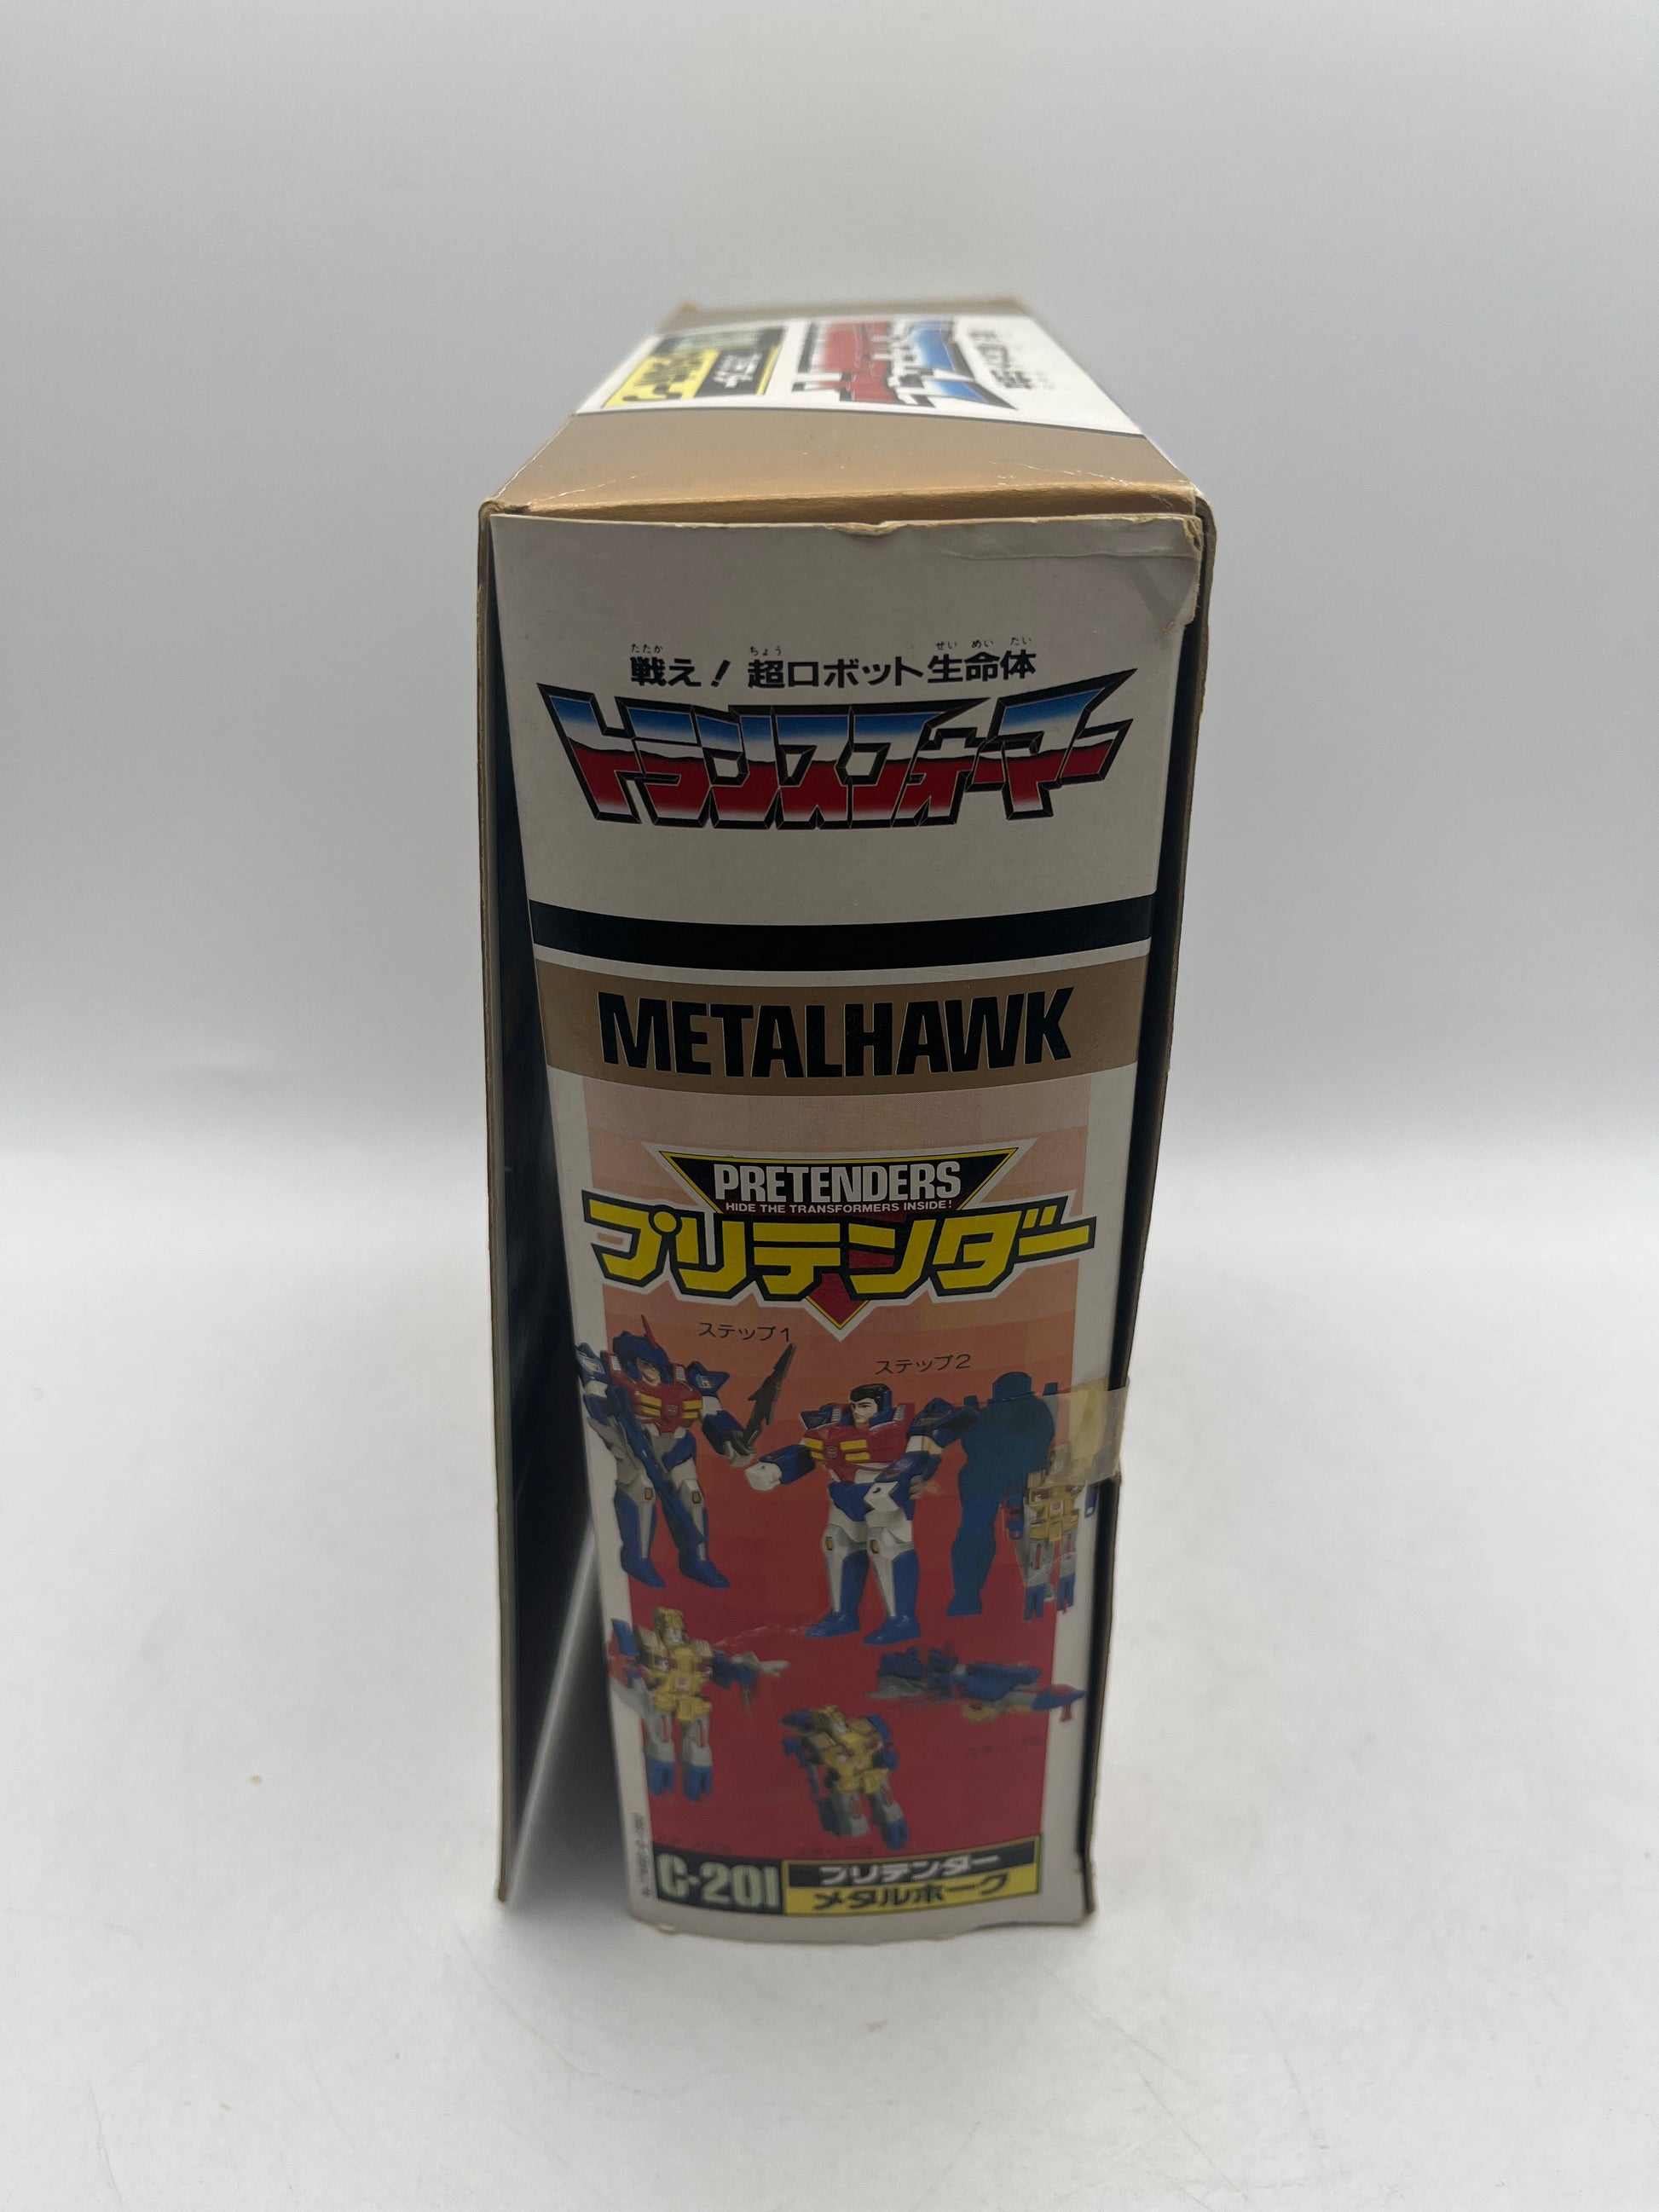 たたか ちょう せい めい たい
戦え! 超ロボット生命体
トランスフォーマー
METALHAWK
PRETENDERS
HIDE THE TRANSFORMERS INSIDE!
プリテンダー
ステップ1
ステップ2
C-201
プリテンダー
メタルホーク